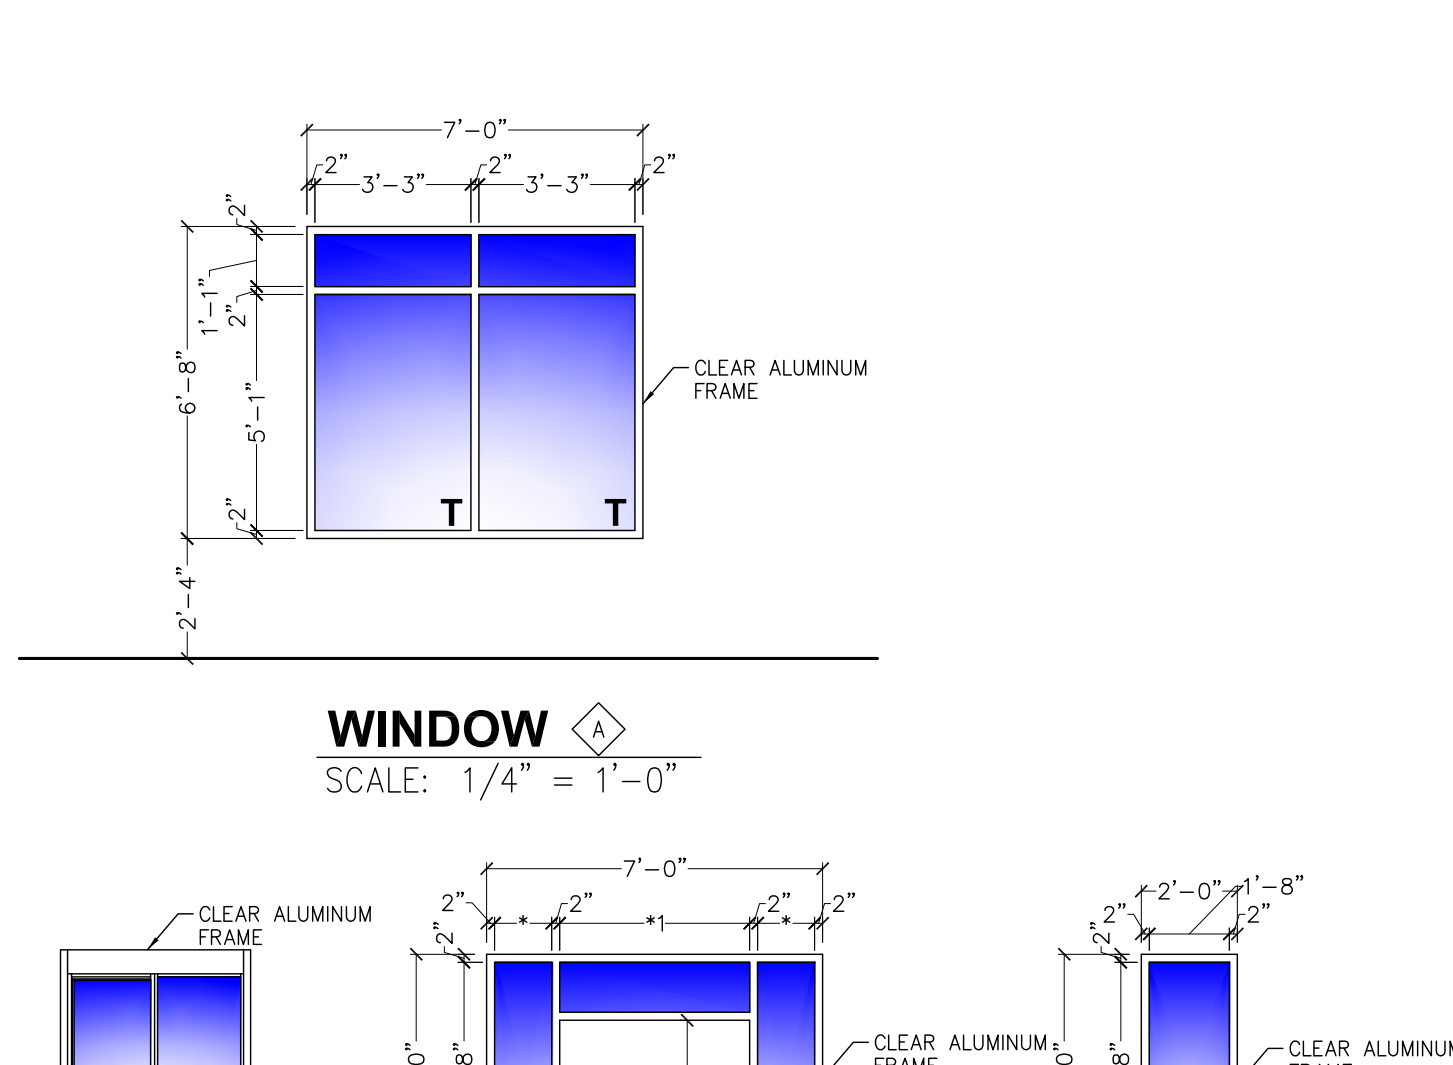 7'-0"
2" 2" 2"
3'-3" 3'-3"
2"
1'-1"
2"
6'-8"
5'-1"
CLEAR ALUMINUM
FRAME
2"
T T
2'-4"
WINDOW A
SCALE: 1/4" = 1'-0"
7'-0"
2'-0" 1'-8"
2" * 2" *1 2" * 2"
2" 2"
CLEAR ALUMINUM
FRAME
2"
2"
CLEAR ALUMINUM
FRAME
CLEAR ALUMINUM